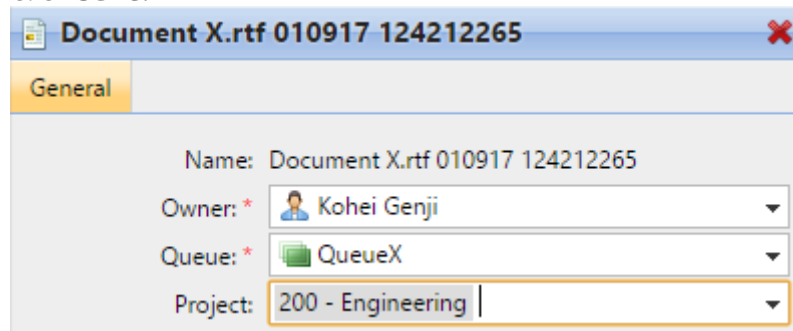 Document X.rtf 010917 124212265
General
Name: Document X.rtf 010917 124212265
Owner: * Kohei Genji
Queue: * QueueX
Project: 200 - Engineering